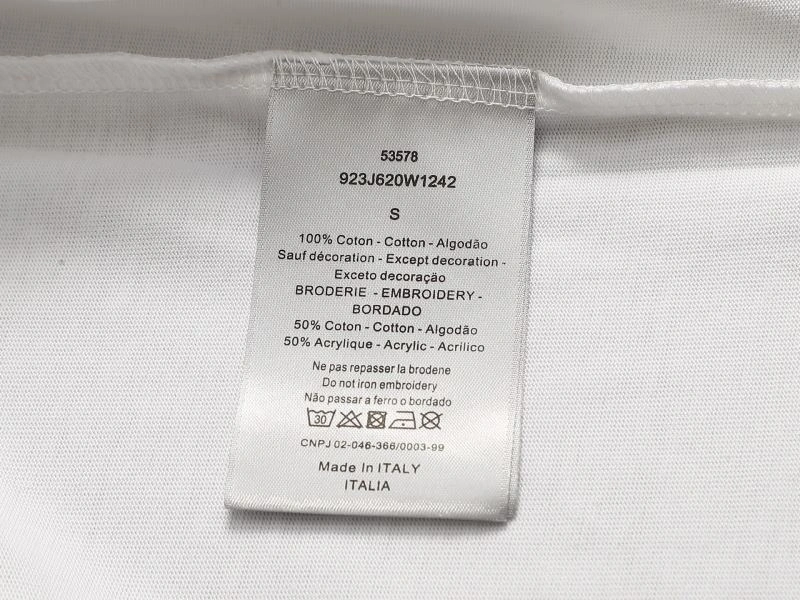 53578
923J620W1242
S
100% Coton - Cotton - Algodão
Sauf décoration - Except decoration -
Exceto decoração
BRODERIE - EMBROIDERY -
BORDADO
50% Coton - Cotton - Algodão
50% Acrylique - Acrylic - Acrilico
Ne pas repasser la brodene
Do not iron embroidery
Não passar a ferro o bordado
30
CNPJ 02-046-366/0003-99
Made In ITALY
ITALIA